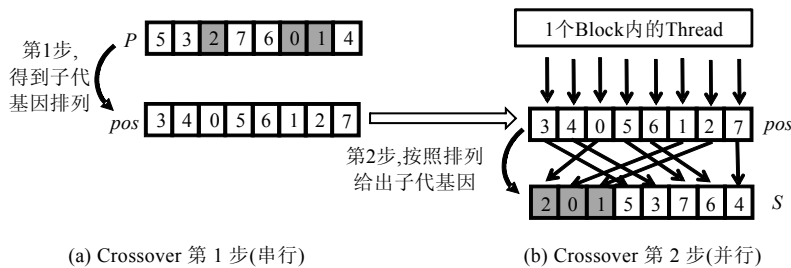 1个Block内的Thread
第1步,
得到子代
基因排列
P 5 3 2 7 6 0 1 4
pos 3 4 0 5 6 1 2 7
3 4 0 5 6 1 2 7 pos
第2步,按照排列
给出子代基因
2 0 1 5 3 7 6 4 S
(a) Crossover 第 1 步(串行)
(b) Crossover 第 2 步(并行)